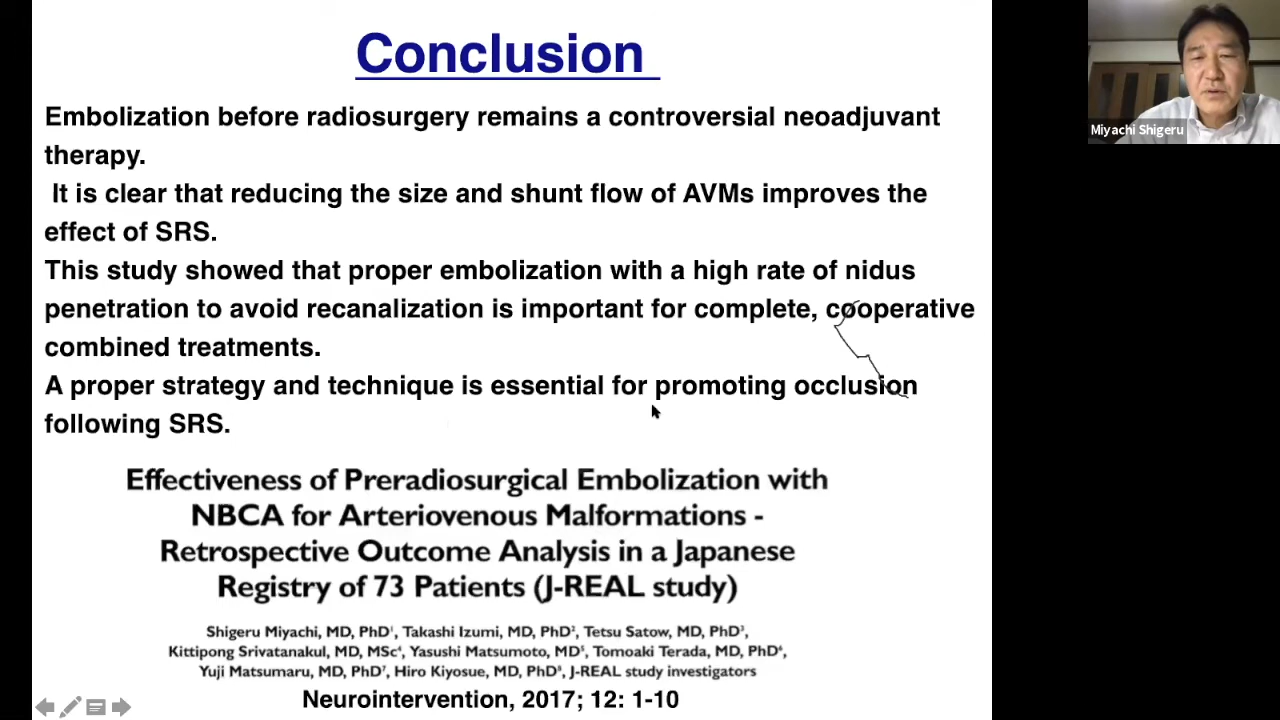 Conclusion
Embolization before radiosurgery remains a controversial neoadjuvant
therapy.
It is clear that reducing the size and shunt flow of AVMs improves the
effect of SRS.
This study showed that proper embolization with a high rate of nidus
penetration to avoid recanalization is important for complete, cooperative
combined treatments.
A proper strategy and technique is essential for promoting occlusion
following SRS.
Effectiveness of Preradiosurgical Embolization with
NBCA for Arteriovenous Malformations -
Retrospective Outcome Analysis in a Japanese
Registry of 73 Patients (J-REAL study)
Shigeru Miyachi, MD, PhD¹, Takashi Izumi, MD, PhD², Tetsu Satow, MD, PhD³,
Kittipong Srivatanakul, MD, MSc⁴, Yasushi Matsumoto, MD⁵, Tomoaki Terada, MD, PhD⁶,
Yuji Matsumaru, MD, PhD⁷, Hiro Kiyosue, MD, PhD⁸, J-REAL study investigators
Neurointervention, 2017; 12: 1-10
Miyachi Shigeru